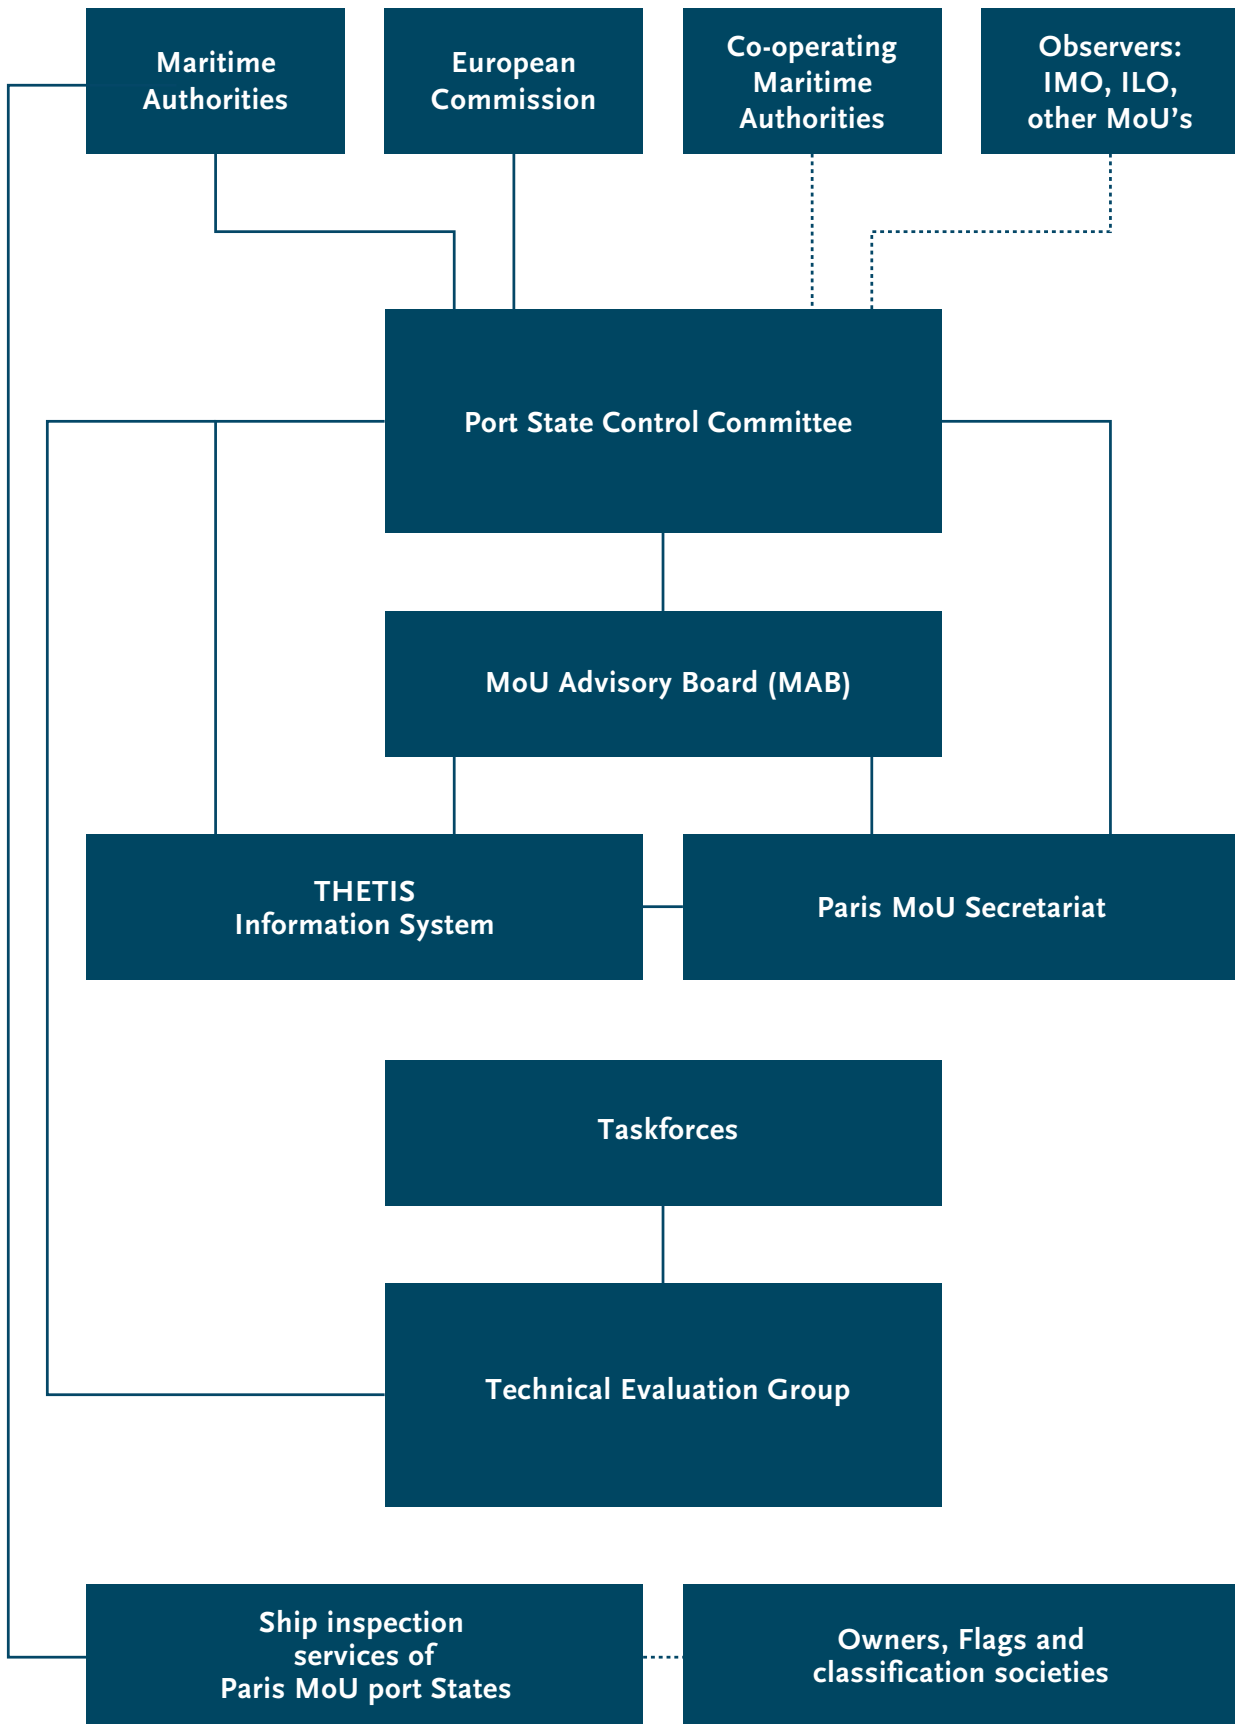 Maritime
Authorities
European
Commission
Co-operating
Maritime
Authorities
Observers:
IMO, ILO,
other MoU’s
Port State Control Committee
MoU Advisory Board (MAB)
THETIS
Information System
Paris MoU Secretariat
Taskforces
Technical Evaluation Group
Ship inspection
services of
Paris MoU port States
Owners, Flags and
classification societies